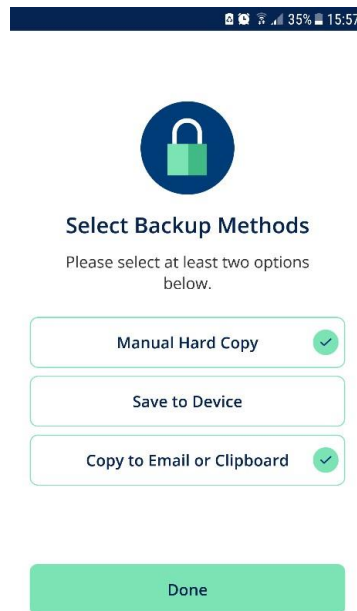 35% 15:57
Select Backup Methods
Please select at least two options
below.
Manual Hard Copy
Save to Device
Copy to Email or Clipboard
Done